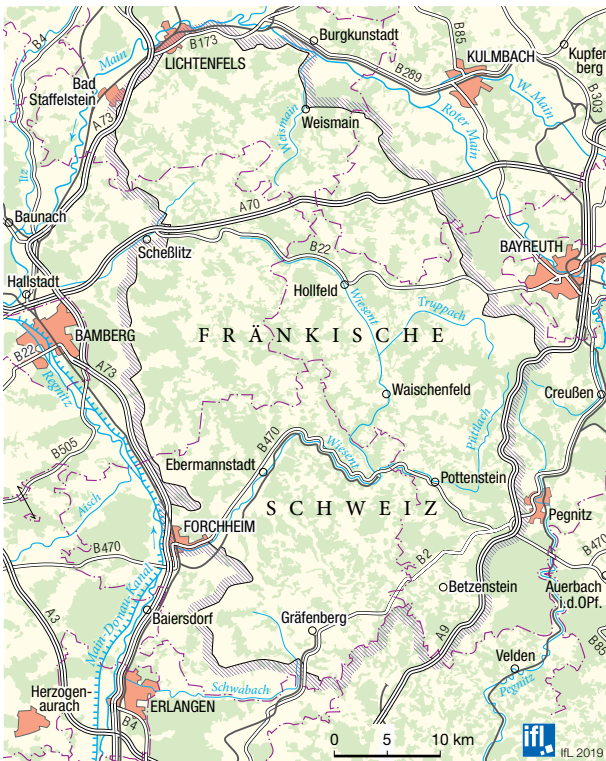 B4
B173
Burgkunstadt
B85
KULMBACH
Kupfer
berg
Main
LICHTENFELS
B289
B303
Bad
Staffelstein
W. Main
A73
Weismain
Weismain
Roter Main
Itz
A70
Baunach
Scheßlitz
B22
BAYREUTH
Hallstadt
Hollfeld
Wiesent
Truppach
BAMBERG
FRÄNKISCHE
B22
A73
Regnitz
Waischenfeld
Creußen
Püttlach
B505
B470
Wiesent
Ebermannstadt
Pottenstein
Aisch
SCHWEIZ
Pegnitz
FORCHHEIM
B470
B2
B470
Main-Donau-Kanal
Betzenstein
Auerbach
i.d.OPf.
A3
Baiersdorf
Gräfenberg
A9
B85
Velden
Schwabach
Pegnitz
Herzogen-
aurach
ERLANGEN
B4
0 5 10 km
ifl
IfL 2019